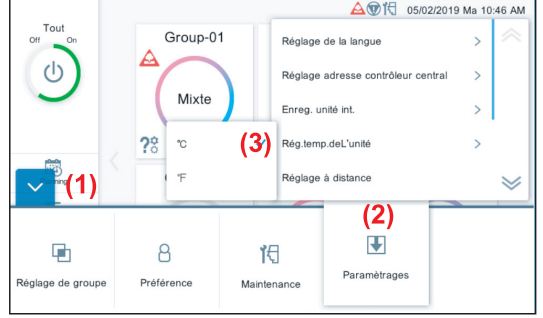 05/02/2019 Ma 10:46 AM
Tout
Off On
Group-01
Mixte
Réglage de la langue
Réglage adresse contrôleur central
Enreg. unité int.
Rég.temp.deL'unité
Réglage à distance
(3)
°C
°F
(1)
(2)
Réglage de groupe
Préférence
Maintenance
Paramètrages